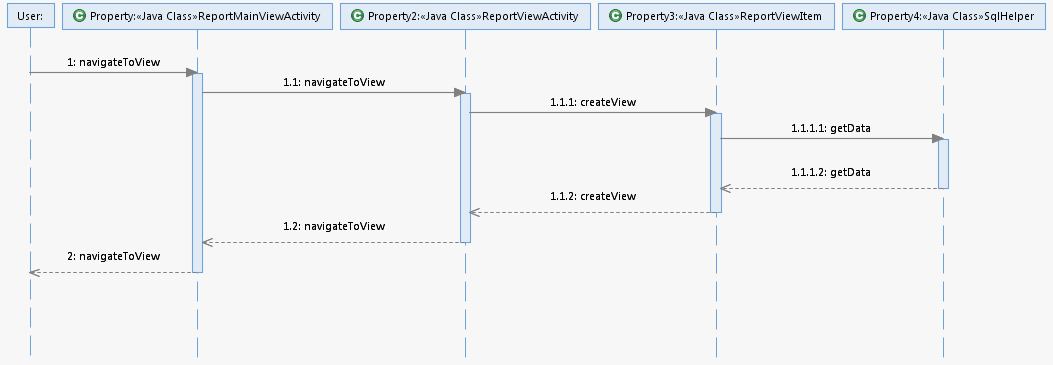 User:
C Property:«Java Class»ReportMainViewActivity
C Property2:«Java Class»ReportViewActivity
C Property3:«Java Class»ReportViewItem
C Property4:«Java Class»SqlHelper
1: navigateToView
1.1: navigateToView
1.1.1: createView
1.1.1.1: getData
1.1.1.2: getData
1.1.2: createView
1.2: navigateToView
2: navigateToView